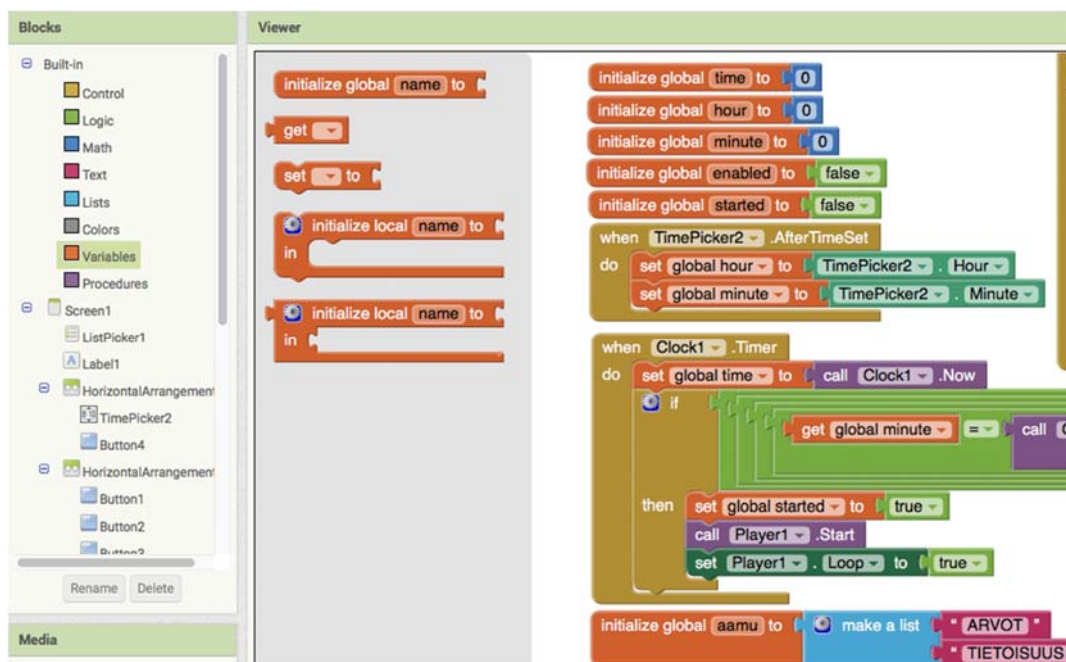 Blocks
Built-in
Control
Logic
Math
Text
Lists
Colors
Variables
Procedures
Screen1
ListPicker1
Label1
HorizontalArrangement
TimePicker2
Button4
HorizontalArrangement
Button1
Button2
Button3
Rename Delete
Media
Viewer
initialize global name to
get
set to
initialize local name to
in
initialize local name to
in
initialize global time to 0
initialize global hour to 0
initialize global minute to 0
initialize global enabled to false
initialize global started to false
when TimePicker2 .AfterTimeSet
do set global hour to TimePicker2 . Hour
set global minute to TimePicker2 . Minute
when Clock1 .Timer
do set global time to call Clock1 .Now
if get global minute = call
then set global started to true
call Player1 .Start
set Player1 . Loop to true
initialize global aamu to make a list " ARVOT "
" TIETOISUUS